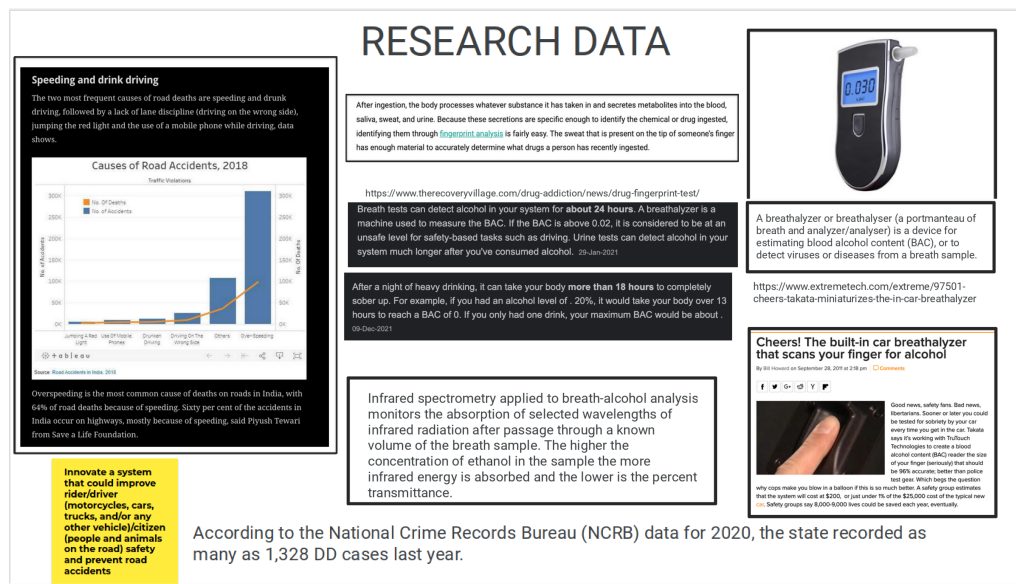 RESEARCH DATA
Speeding and drink driving
The two most frequent causes of road deaths are speeding and drunk
driving, followed by a lack of lane discipline (driving on the wrong side),
jumping the red light and the use of a mobile phone while driving, data
shows.
Causes of Road Accidents, 2018
Traffic Violations
No. Of Deaths
No. of Accidents
300K
250K
200K
150K
100K
50K
0K
No. of Accidents
300K
250K
200K
150K
100K
50K
0K
No. Of Deaths
Jumping A Red
Light
Use Of Mobile
Phones
Drunken
Driving
Driving On The
Wrong Side
Others
Over-Speeding
+ a b l e a u
Source: Road Accidents in India, 2018
Overspeeding is the most common cause of deaths on roads in India, with
64% of road deaths because of speeding. Sixty per cent of the accidents in
India occur on highways, mostly because of speeding, said Piyush Tewari
from Save a Life Foundation.
Innovate a system
that could improve
rider/driver
(motorcycles, cars,
trucks, and/or any
other vehicle)/citizen
(people and animals
on the road) safety
and prevent road
accidents
After ingestion, the body processes whatever substance it has taken in and secretes metabolites into the blood,
saliva, sweat, and urine. Because these secretions are specific enough to identify the chemical or drug ingested,
identifying them through fingerprint analysis is fairly easy. The sweat that is present on the tip of someone's finger
has enough material to accurately determine what drugs a person has recently ingested.
https://www.therecoveryvillage.com/drug-addiction/news/drug-fingerprint-test/
Breath tests can detect alcohol in your system for about 24 hours. A breathalyzer is a
machine used to measure the BAC. If the BAC is above 0.02, it is considered to be at an
unsafe level for safety-based tasks such as driving. Urine tests can detect alcohol in your
system much longer after you've consumed alcohol. 29-Jan-2021
After a night of heavy drinking, it can take your body more than 18 hours to completely
sober up. For example, if you had an alcohol level of . 20%, it would take your body over 13
hours to reach a BAC of 0. If you only had one drink, your maximum BAC would be about .
09-Dec-2021
Infrared spectrometry applied to breath-alcohol analysis
monitors the absorption of selected wavelengths of
infrared radiation after passage through a known
volume of the breath sample. The higher the
concentration of ethanol in the sample the more
infrared energy is absorbed and the lower is the percent
transmittance.
According to the National Crime Records Bureau (NCRB) data for 2020, the state recorded as
many as 1,328 DD cases last year.
0.030
A breathalyzer or breathalyser (a portmanteau of
breath and analyzer/analyser) is a device for
estimating blood alcohol content (BAC), or to
detect viruses or diseases from a breath sample.
https://www.extremetech.com/extreme/97501-
cheers-takata-miniaturizes-the-in-car-breathalyzer
Cheers! The built-in car breathalyzer
that scans your finger for alcohol
By Bill Howard on September 28, 2011 at 2:18 pm Comments
Good news, safety fans. Bad news,
libertarians. Sooner or later you could
be tested for sobriety by your car
every time you get in the car. Takata
says it's working with TruTouch
Technologies to create a blood
alcohol content (BAC) reader the size
of your finger (seriously) that should
be 96% accurate; better than police
test gear. Which begs the question
why cops make you blow in a balloon if this is so much better. A safety group estimates
that the system will cost at $200, or just under 1% of the $25,000 cost of the typical new
car. Safety groups say 8,000-9,000 lives could be saved each year, eventually.